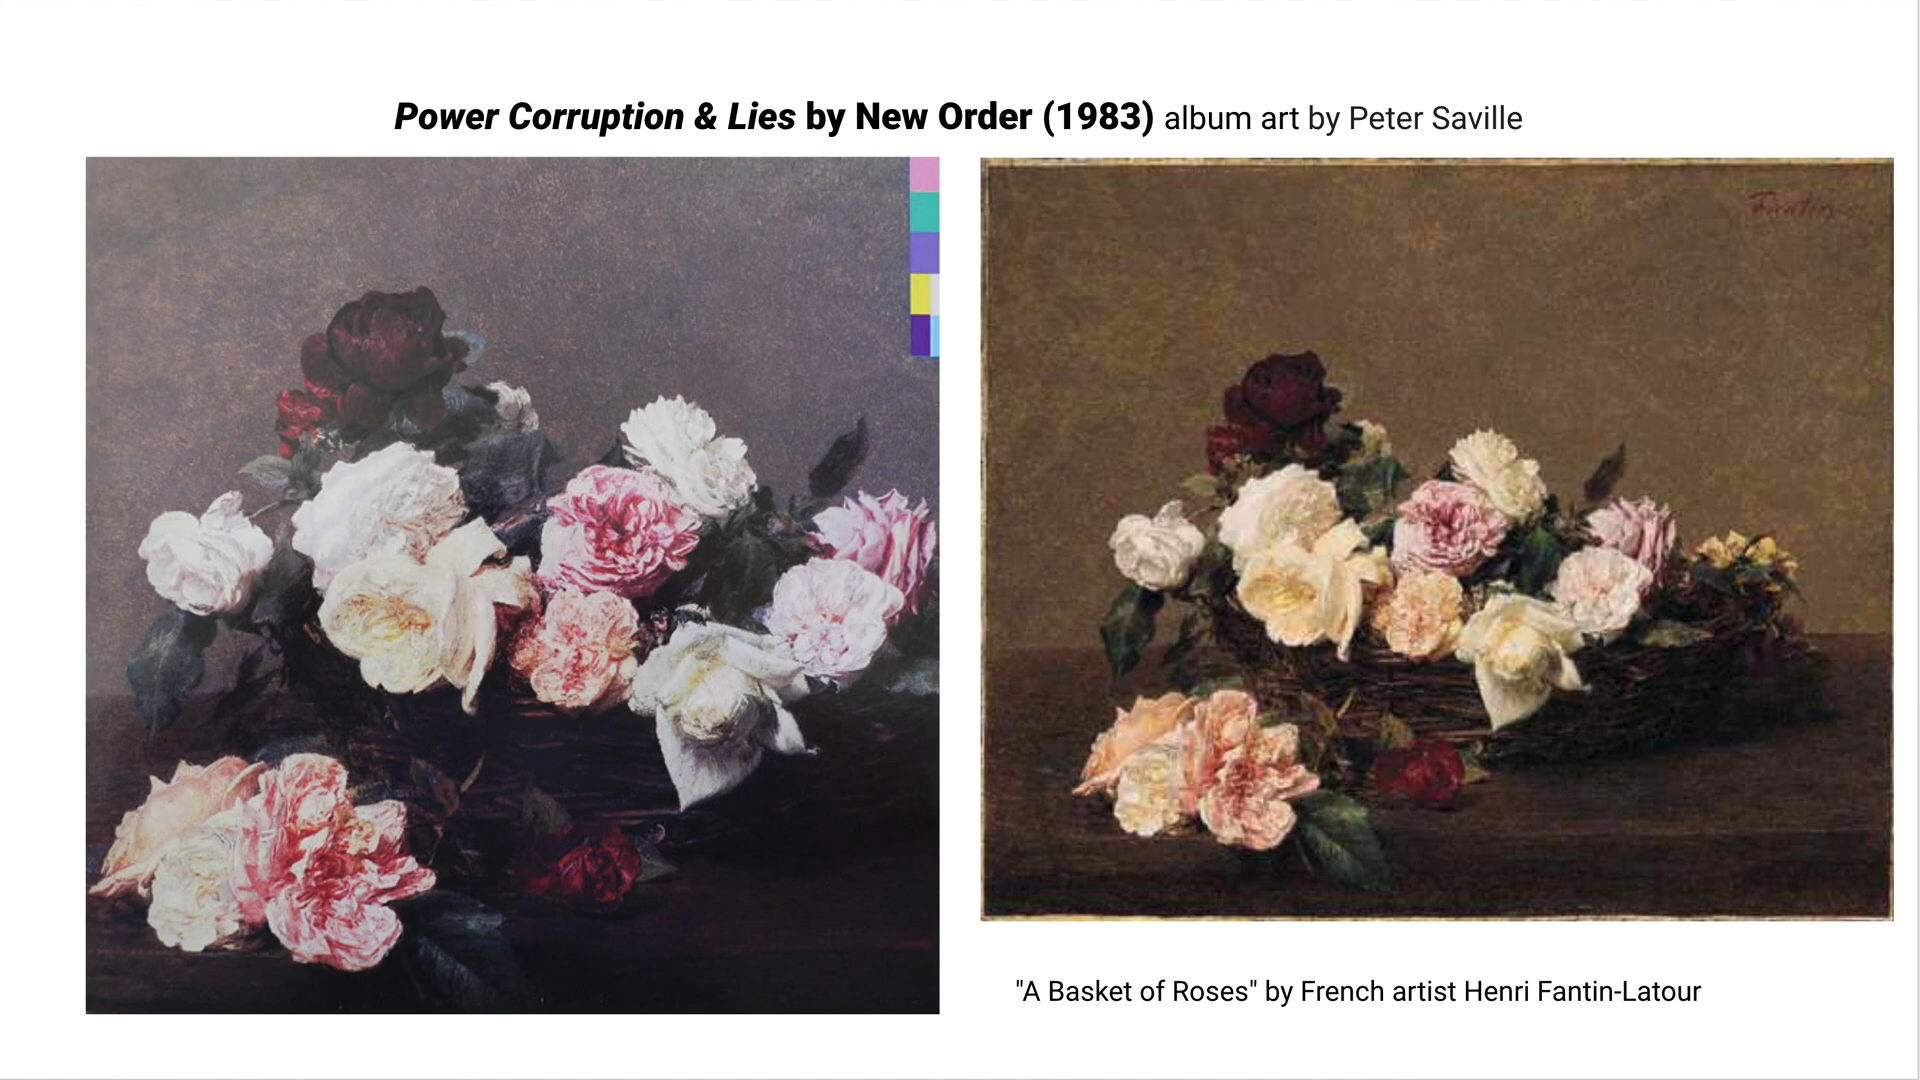 Power Corruption & Lies by New Order (1983) album art by Peter Saville
Fantin
"A Basket of Roses" by French artist Henri Fantin-Latour